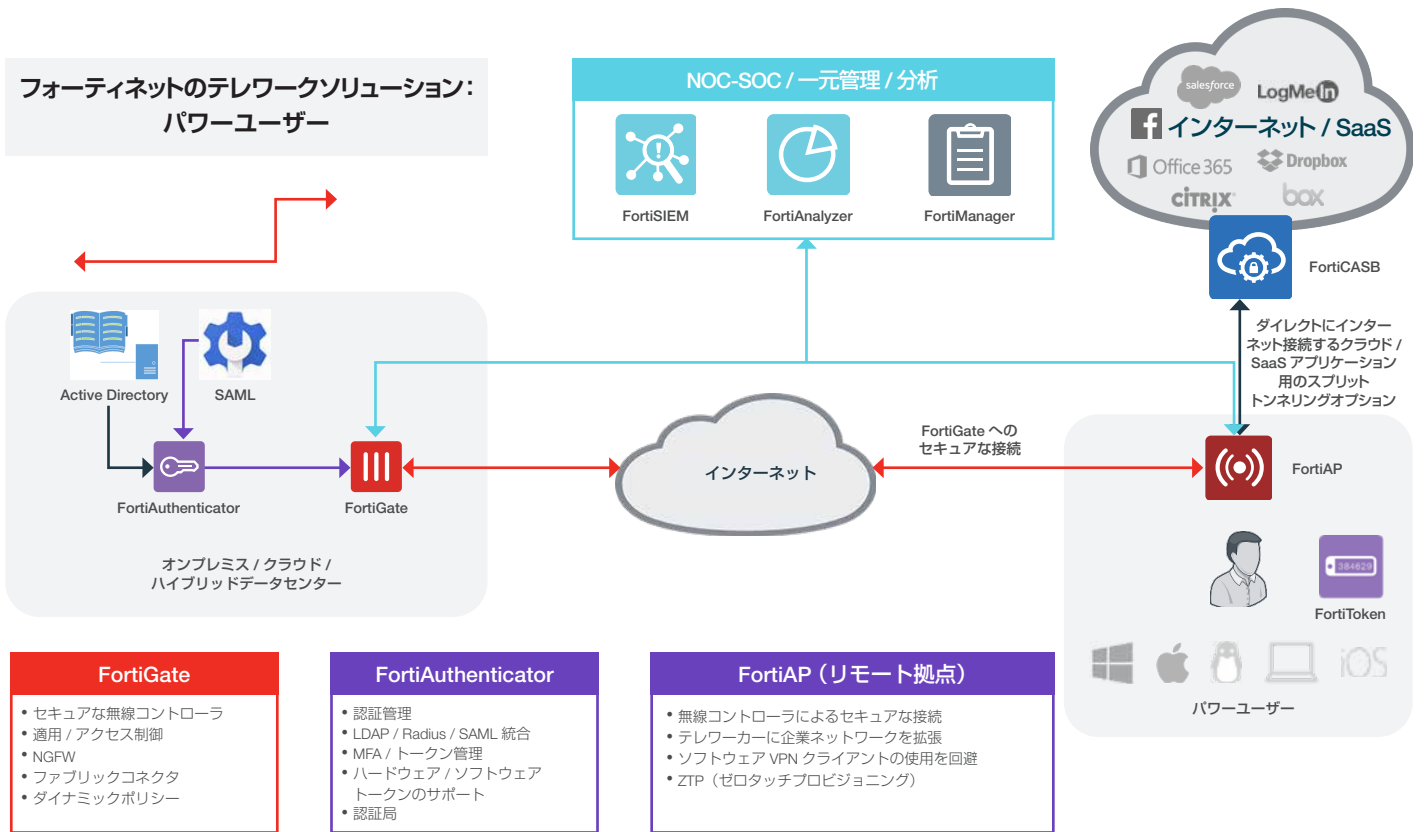 フォーティネットのテレワークソリューション：
パワーユーザー
NOC-SOC / 一元管理 / 分析
FortiSIEM
FortiAnalyzer
FortiManager
salesforce
LogMeIn
インターネット / SaaS
Office 365
Dropbox
CİTRIX
box
FortiCASB
ダイレクトにインター
ネット接続するクラウド /
SaaS アプリケーション
用のスプリット
トンネリングオプション
Active Directory
SAML
FortiAuthenticator
FortiGate
オンプレミス / クラウド /
ハイブリッドデータセンター
インターネット
FortiGate への
セキュアな接続
FortiAP
384629
FortiToken
iOS
パワーユーザー
FortiGate
• セキュアな無線コントローラ
• 適用 / アクセス制御
• NGFW
• ファブリックコネクタ
• ダイナミックポリシー
FortiAuthenticator
• 認証管理
• LDAP / Radius / SAML 統合
• MFA / トークン管理
• ハードウェア / ソフトウェア
トークンのサポート
• 認証局
FortiAP（リモート拠点）
• 無線コントローラによるセキュアな接続
• テレワーカーに企業ネットワークを拡張
• ソフトウェア VPN クライアントの使用を回避
• ZTP（ゼロタッチプロビジョニング）